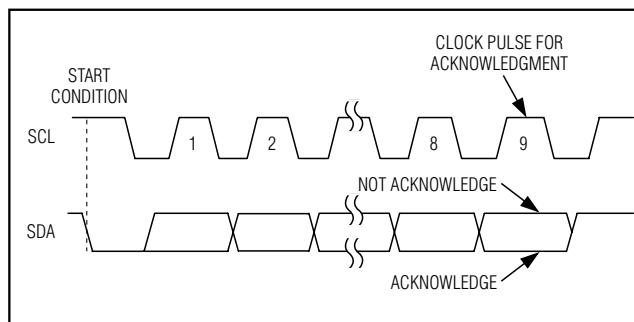 CLOCK PULSE FOR
ACKNOWLEDGMENT
START
CONDITION
SCL
1
2
8
9
NOT ACKNOWLEDGE
SDA
ACKNOWLEDGE